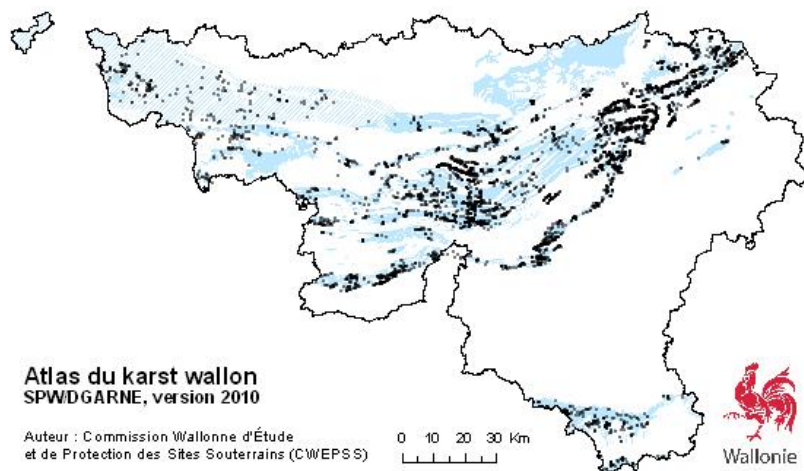 Atlas du karst wallon
SPW/DGARNE, version 2010
Auteur : Commission Wallonne d'Étude
et de Protection des Sites Souterrains (CWEPSS)
0 10 20 30 Km
Wallonie